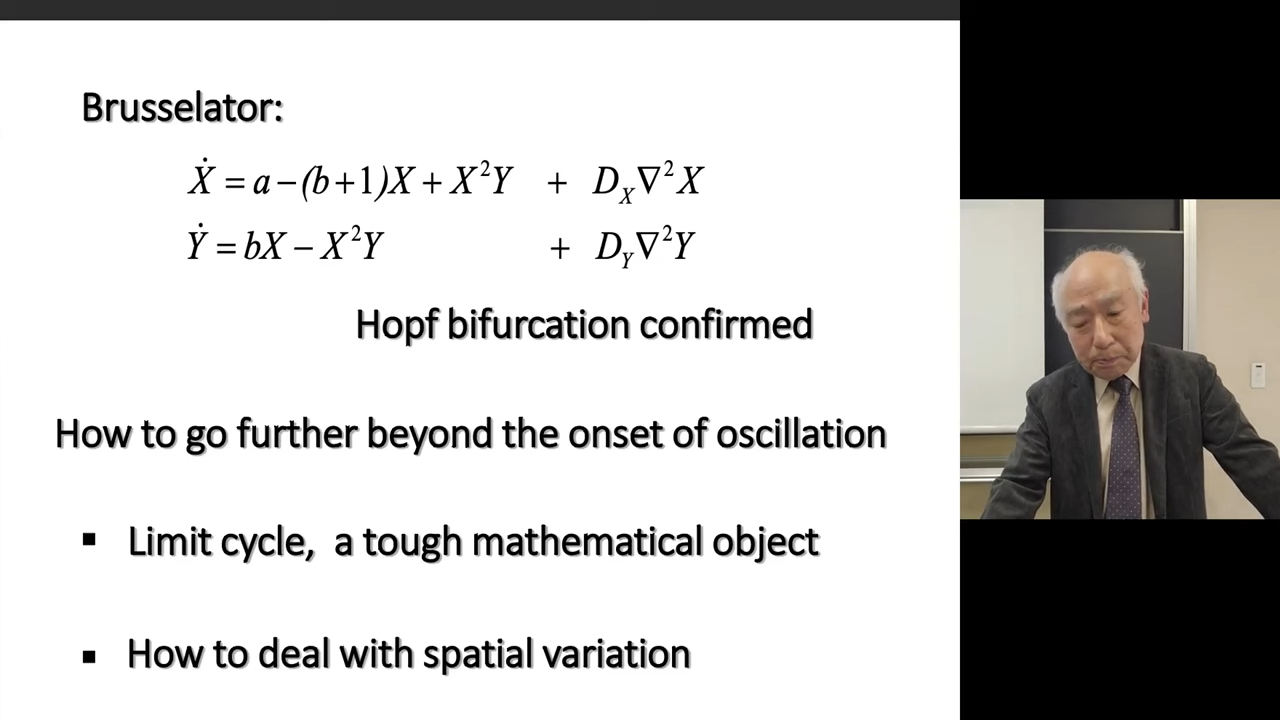 Brusselator:
Ẋ = a − (b+1)X + X²Y + D_X∇²X
Ẏ = bX − X²Y + D_Y∇²Y
Hopf bifurcation confirmed
How to go further beyond the onset of oscillation
▪ Limit cycle, a tough mathematical object
▪ How to deal with spatial variation